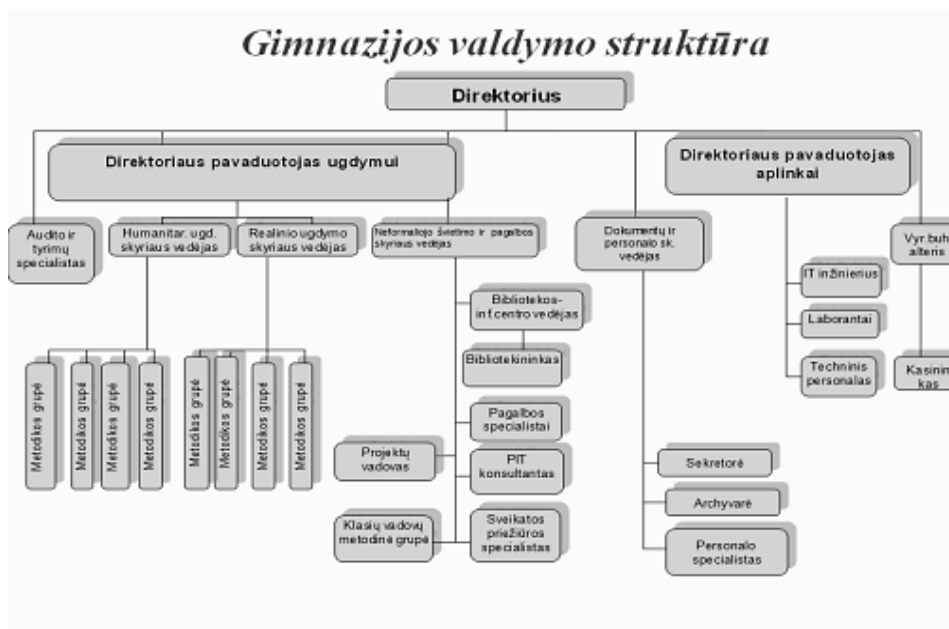 Gimnazijos valdymo struktūra
Direktorius
Direktoriaus pavaduotojas ugdymui
Direktoriaus pavaduotojas
aplinkai
Audito ir
tyrimų
specialistas
Humanitar. ugd.
skyriaus vedėjas
Realinio ugdymo
skyriaus vedėjas
Neformaliojo švietimo ir pagalbos
skyriaus vedėjas
Dokumentų ir
personalo sk.
vedėjas
Vyr.buh
alteris
Bibliotekos-
inf.centro vedėjas
Bibliotekininkas
Pagalbos
specialistai
PIT
konsultantas
Sveikatos
priežiūros
specialistas
Projektų
vadovas
Klasių vadovų
metodinė grupė
IT inžinierius
Laborantai
Techninis
personalas
Kasinin
kas
Metodikos grupė
Metodikos grupė
Metodikos grupė
Metodikos grupė
Metodikos grupė
Metodikos grupė
Metodikos grupė
Metodikos grupė
Sekretorė
Archyvarė
Personalo
specialistas